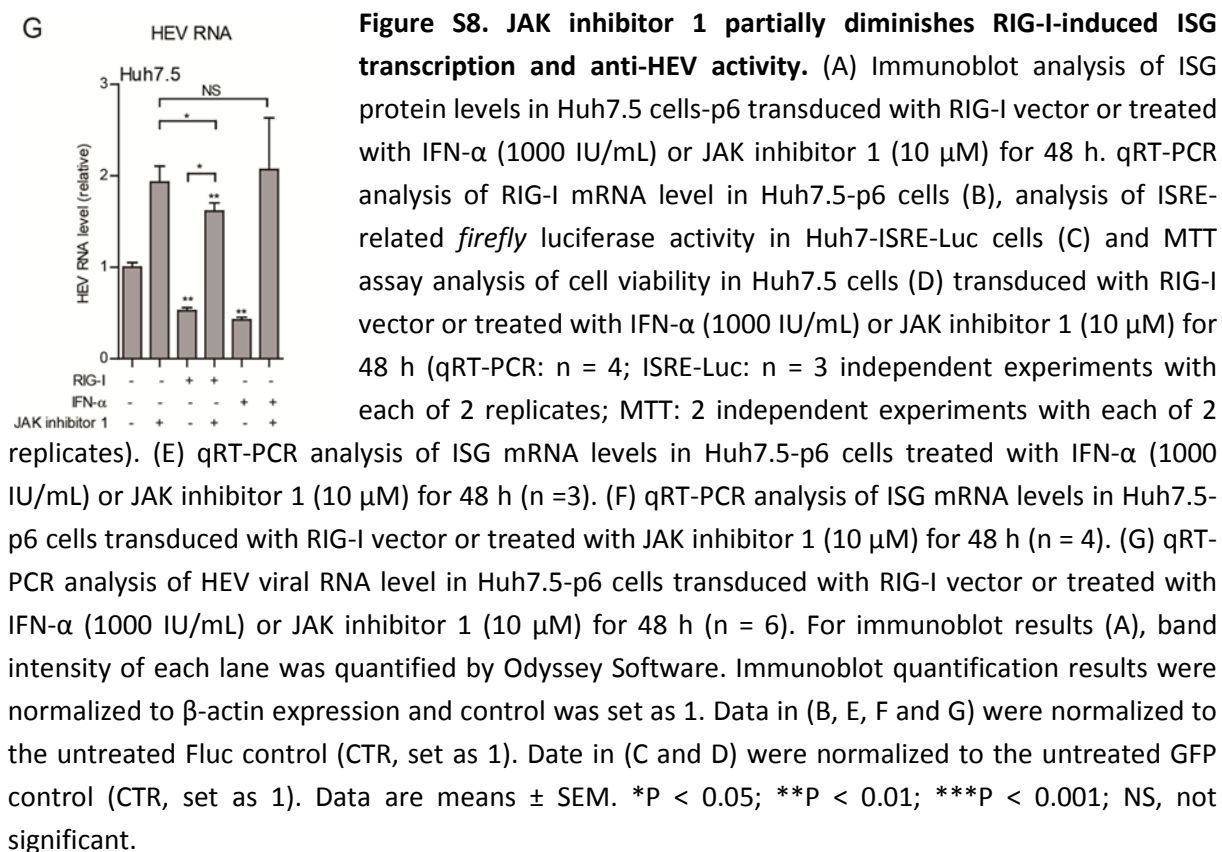 G
HEV RNA
Huh7.5
3
2
1
0
HEV RNA level (relative)
NS
*
*
**
**
**
RIG-I - - + + - -
IFN-α - - - - + +
JAK inhibitor 1 - + - + - +
Figure S8. JAK inhibitor 1 partially diminishes RIG-I-induced ISG
transcription and anti-HEV activity. (A) Immunoblot analysis of ISG
protein levels in Huh7.5 cells-p6 transduced with RIG-I vector or treated
with IFN-α (1000 IU/mL) or JAK inhibitor 1 (10 μM) for 48 h. qRT-PCR
analysis of RIG-I mRNA level in Huh7.5-p6 cells (B), analysis of ISRE-
related firefly luciferase activity in Huh7-ISRE-Luc cells (C) and MTT
assay analysis of cell viability in Huh7.5 cells (D) transduced with RIG-I
vector or treated with IFN-α (1000 IU/mL) or JAK inhibitor 1 (10 μM) for
48 h (qRT-PCR: n = 4; ISRE-Luc: n = 3 independent experiments with
each of 2 replicates; MTT: 2 independent experiments with each of 2
replicates). (E) qRT-PCR analysis of ISG mRNA levels in Huh7.5-p6 cells treated with IFN-α (1000
IU/mL) or JAK inhibitor 1 (10 μM) for 48 h (n =3). (F) qRT-PCR analysis of ISG mRNA levels in Huh7.5-
p6 cells transduced with RIG-I vector or treated with JAK inhibitor 1 (10 μM) for 48 h (n = 4). (G) qRT-
PCR analysis of HEV viral RNA level in Huh7.5-p6 cells transduced with RIG-I vector or treated with
IFN-α (1000 IU/mL) or JAK inhibitor 1 (10 μM) for 48 h (n = 6). For immunoblot results (A), band
intensity of each lane was quantified by Odyssey Software. Immunoblot quantification results were
normalized to β-actin expression and control was set as 1. Data in (B, E, F and G) were normalized to
the untreated Fluc control (CTR, set as 1). Date in (C and D) were normalized to the untreated GFP
control (CTR, set as 1). Data are means ± SEM. *P < 0.05; **P < 0.01; ***P < 0.001; NS, not
significant.